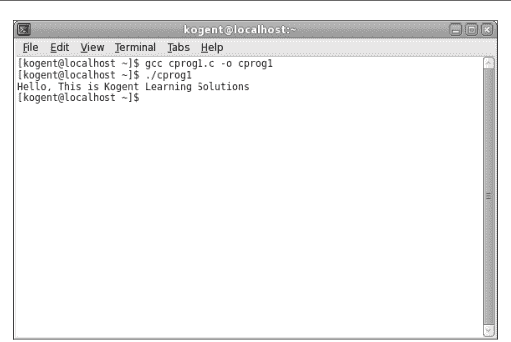 kogent@localhost:~
File Edit View Terminal Tabs Help
[kogent@localhost ~]$ gcc cprog1.c -o cprog1
[kogent@localhost ~]$ ./cprog1
Hello, This is Kogent Learning Solutions
[kogent@localhost ~]$